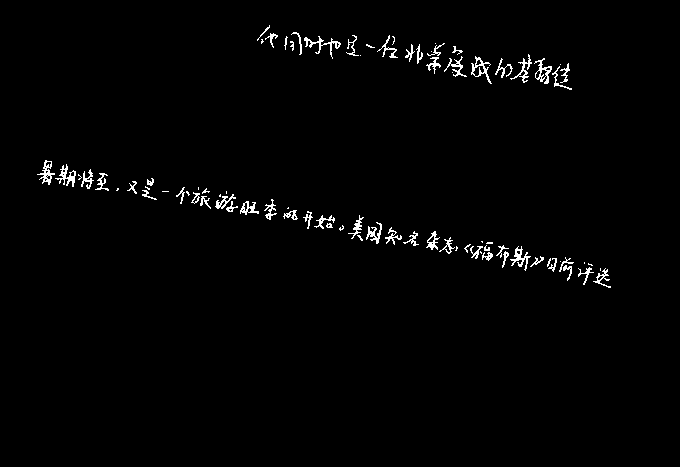 他同时也是一位非常虔诚的基督徒
暑期将至,又是一个旅游旺季的开始。美国知名杂志《福布斯》日前评选